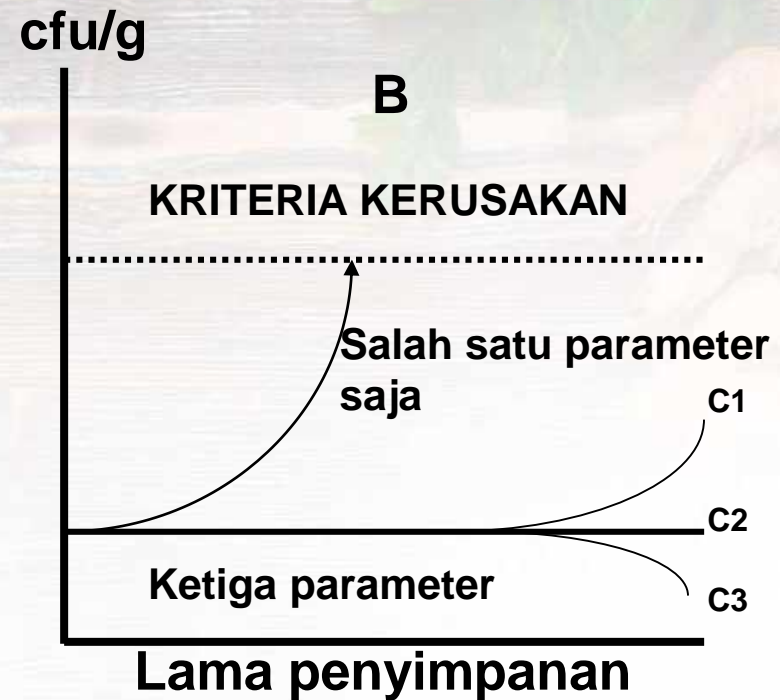 cfu/g
B
KRITERIA KERUSAKAN
Salah satu parameter
saja
C1
C2
Ketiga parameter
C3
Lama penyimpanan